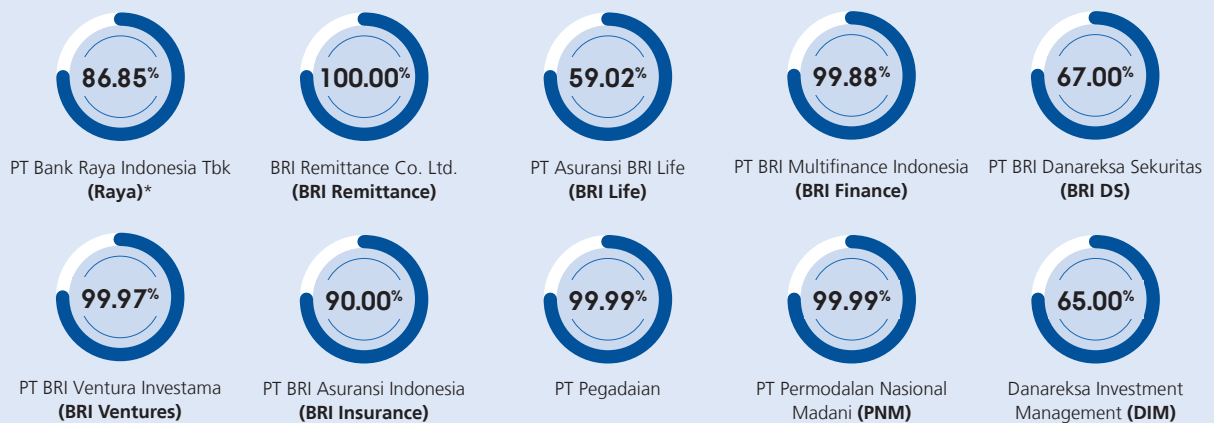 86.85%
100.00%
59.02%
99.88%
67.00%
PT Bank Raya Indonesia Tbk
(Raya)*
BRI Remittance Co. Ltd.
(BRI Remittance)
PT Asuransi BRI Life
(BRI Life)
PT BRI Multifinance Indonesia
(BRI Finance)
PT BRI Danareksa Sekuritas
(BRI DS)
99.97%
90.00%
99.99%
99.99%
65.00%
PT BRI Ventura Investama
(BRI Ventures)
PT BRI Asuransi Indonesia
(BRI Insurance)
PT Pegadaian
PT Permodalan Nasional
Madani (PNM)
Danareksa Investment
Management (DIM)